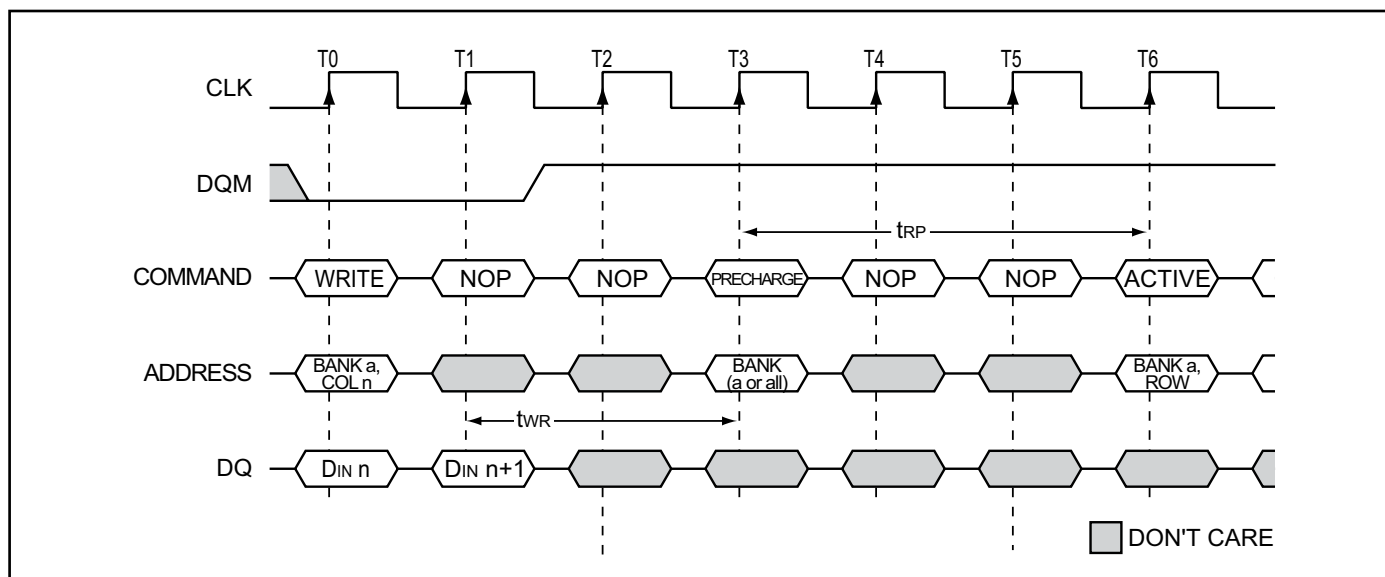 T0 T1 T2 T3 T4 T5 T6
CLK
DQM
tRP
COMMAND WRITE NOP NOP PRECHARGE NOP NOP ACTIVE
ADDRESS BANK a, COL n BANK (a or all) BANK a, ROW
tWR
DQ DIN n DIN n+1
DON'T CARE